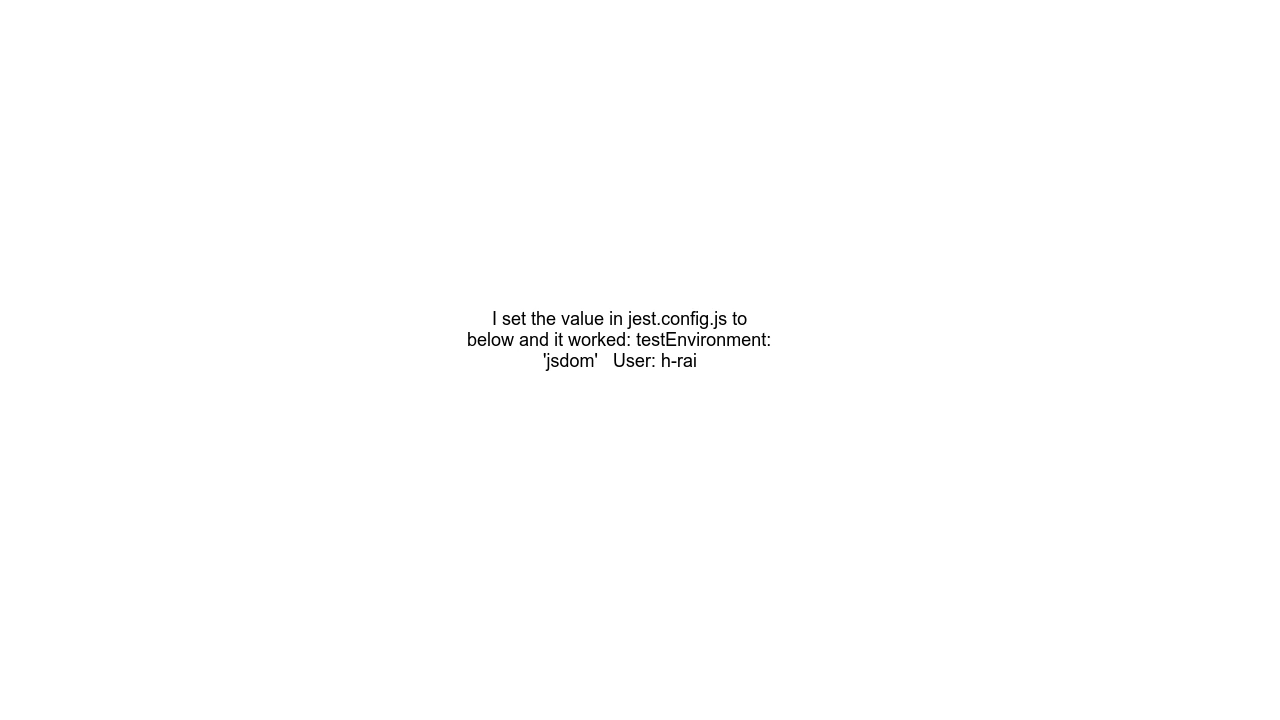 I set the value in jest.config.js to
below and it worked: testEnvironment:
'jsdom'   User: h-rai